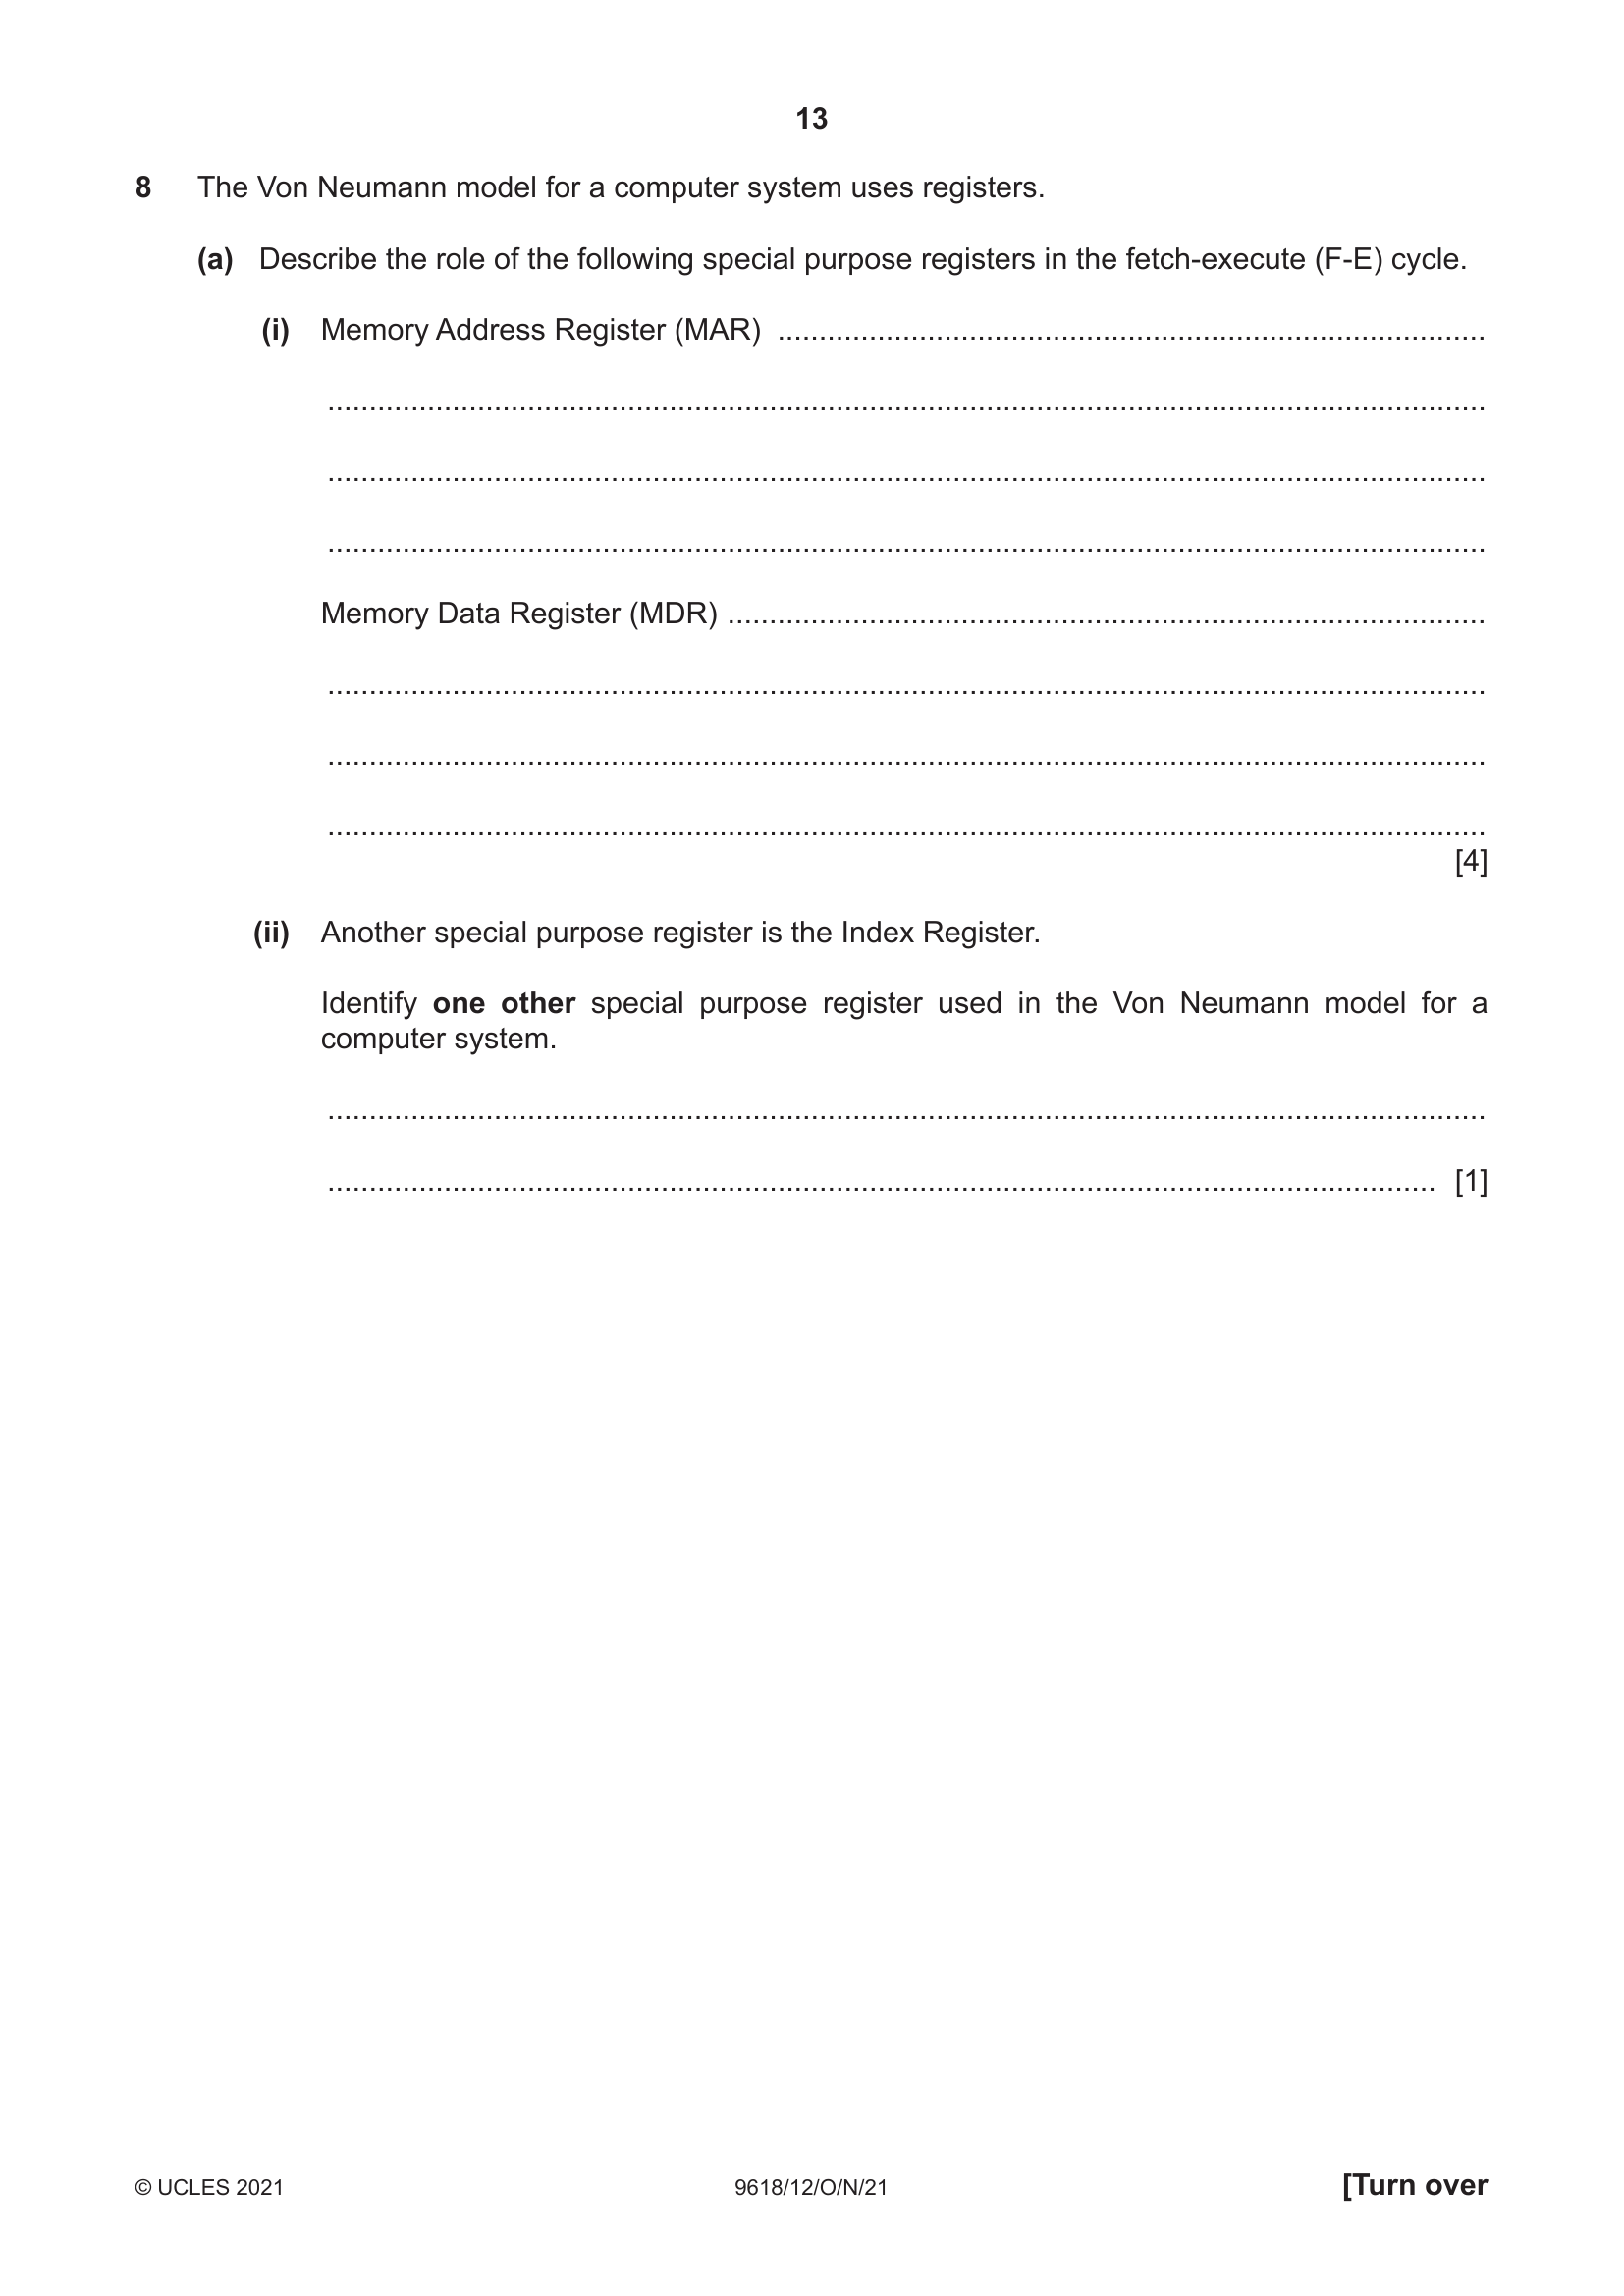 13
8 The Von Neumann model for a computer system uses registers.
(a) Describe the role of the following special purpose registers in the fetch-execute (F-E) cycle.
(i) Memory Address Register (MAR) ....................................................................................
..........................................................................................................................................
..........................................................................................................................................
..........................................................................................................................................
Memory Data Register (MDR) ..........................................................................................
..........................................................................................................................................
..........................................................................................................................................
..........................................................................................................................................
[4]
(ii) Another special purpose register is the Index Register.
Identify one other special purpose register used in the Von Neumann model for a
computer system.
..........................................................................................................................................
.................................................................................................................................... [1]
© UCLES 2021 9618/12/O/N/21 [Turn over